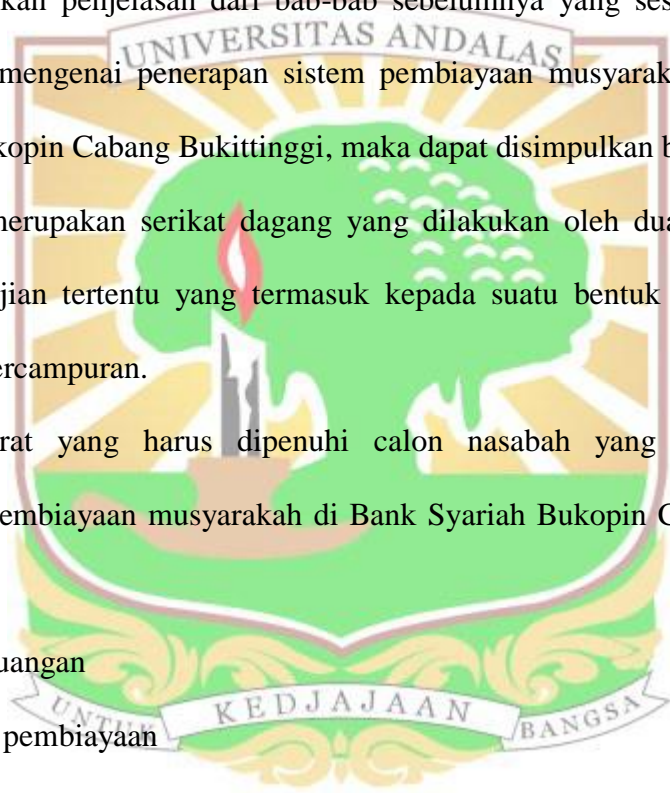 kan penjelasan dari bab-bab sebelumnya yang ses
UNIVERSITAS ANDALAS
mengenai penerapan sistem pembiayaan musyarak
kopin Cabang Bukittinggi, maka dapat disimpulkan b
merupakan serikat dagang yang dilakukan oleh dua
jian tertentu yang termasuk kepada suatu bentuk
ercampuran.
rat yang harus dipenuhi calon nasabah yang
embiayaan musyarakah di Bank Syariah Bukopin C
uangan
UNTUK KEDJAJAAN BANGSA
pembiayaan